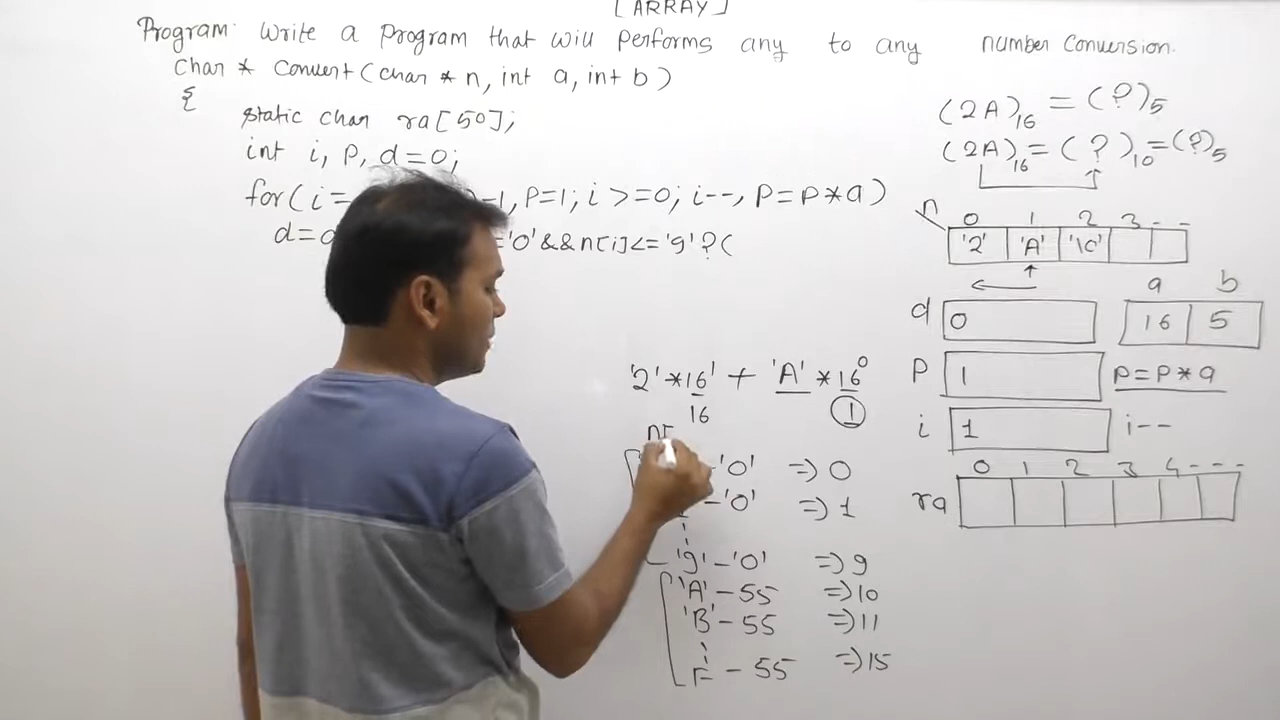 [ARRAY]
Program: Write a program that will performs any to any number conversion.
char * convert(char * n, int a, int b)
{
static char ra[50];
int i, P, d=0;
for(i= -1, P=1; i >=0; i--, P=P*a)
d= '0'&&n[i]<='9'?(
(2A)16 = (?)5
(2A)16 = (?)10=(?)5
n 0 1 2 3 - -
'2' 'A' '\0'
a b
d 0 16 5
P 1 P=P*a
i 1 i--
0 1 2 3 4 - - -
ra
'2'*16' + 'A'*16^0
16 1
n[
-'0' => 0
-'0' => 1
'9'-'0' => 9
'A'-55 => 10
'B'-55 => 11
F - 55 => 15